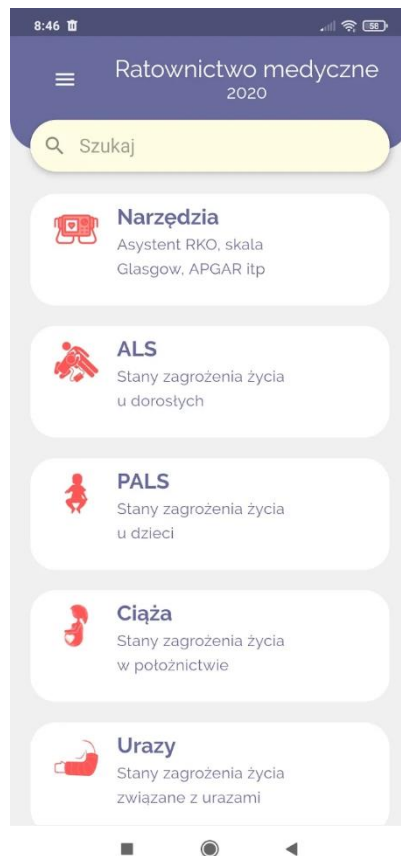 8:46
58
Ratownictwo medyczne
2020
Szukaj
Narzędzia
Asystent RKO, skala
Glasgow, APGAR itp
ALS
Stany zagrożenia życia
u dorosłych
PALS
Stany zagrożenia życia
u dzieci
Ciąża
Stany zagrożenia życia
w położnictwie
Urazy
Stany zagrożenia życia
związane z urazami